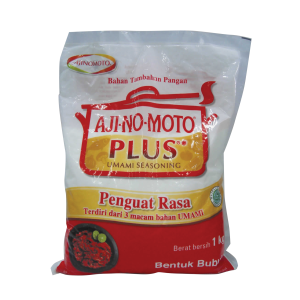 AJINOMOTO
Bahan Tambahan Pangan
AJI-NO-MOTO®
PLUS
UMAMI SEASONING
Penguat Rasa
Terdiri dari 3 macam bahan UMAMI
Berat bersih 1 kg
Bentuk Bubu